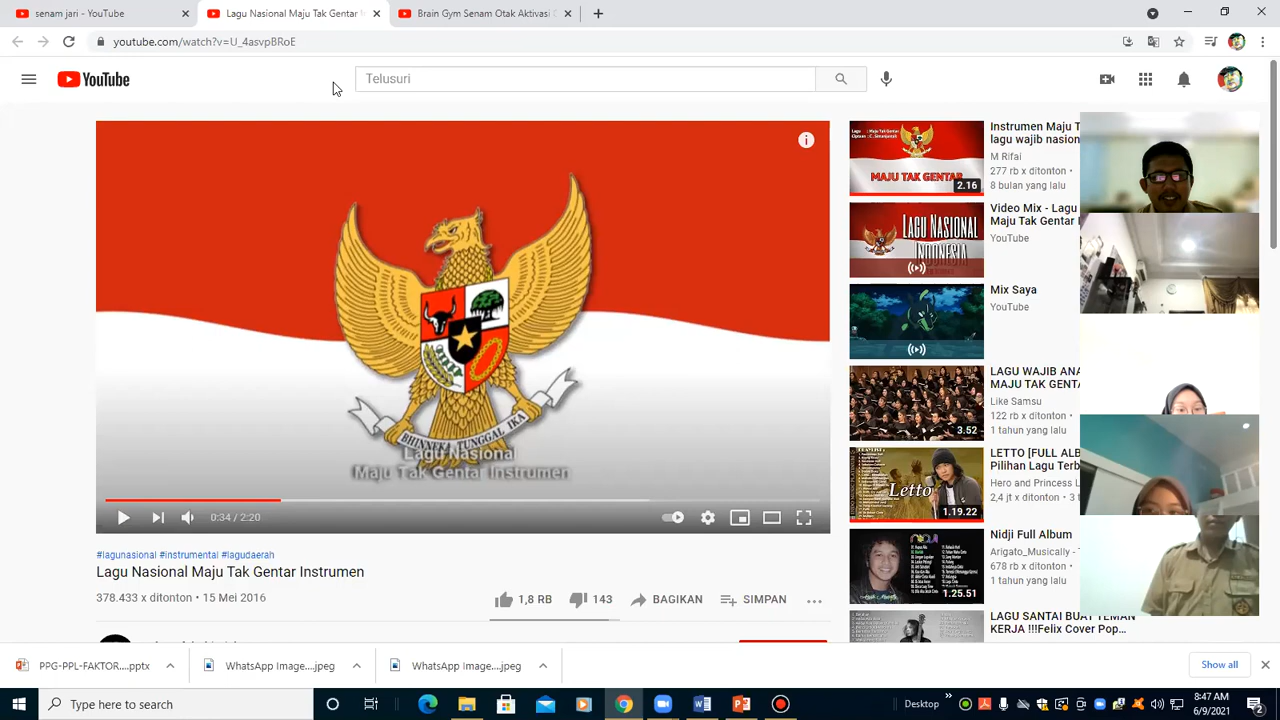 senam jari - YouTube
Lagu Nasional Maju Tak Gentar
Brain Gym Senam Otak Aktivasi
youtube.com/watch?v=U_4asvpBRoE
YouTube
Telusuri
BHINNEKA TUNGGAL IKA
Lagu Nasional
Maju Tak Gentar Instrumen
0:34 / 2:20
#lagunasional #instrumental #lagudaerah
Lagu Nasional Maju Tak Gentar Instrumen
378.433 x ditonton • 15 Mei 2016
1,8 RB
143
BAGIKAN
SIMPAN
MAJU TAK GENTAR
2.16
Instrumen Maju T
lagu wajib nasion
M Rifai
277 rb x ditonton •
8 bulan yang lalu
LAGU NASIONAL
INDONESIA
Video Mix - Lagu
Maju Tak Gentar
YouTube
Mix Saya
YouTube
3.52
LAGU WAJIB ANA
MAJU TAK GENTA
Like Samsu
122 rb x ditonton •
1 tahun yang lalu
Letto
1.19.22
LETTO [FULL ALB
Pilihan Lagu Terb
Hero and Princess L
2,4 jt x ditonton • 3 t
1.25.51
Nidji Full Album
Arigato_Musically -
678 rb x ditonton •
1 tahun yang lalu
LAGU SANTAI BUAT TEMAN
KERJA !!!Felix Cover Pop...
PPG-PPL-FAKTOR....pptx
WhatsApp Image....jpeg
WhatsApp Image....jpeg
Show all
Type here to search
Desktop
8:47 AM
6/9/2021
2